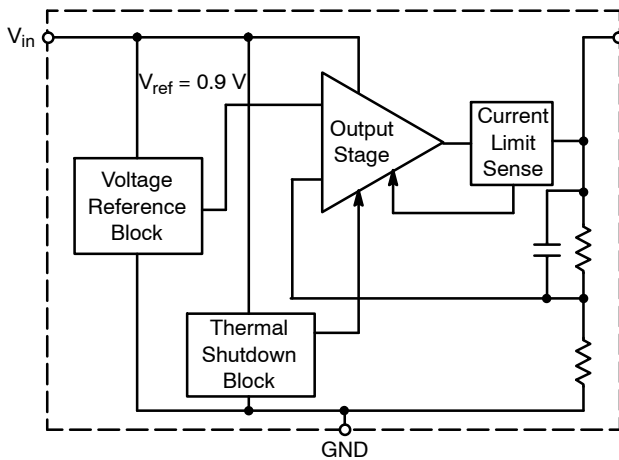 Vin
Vref = 0.9 V
Output
Stage
Current
Limit
Sense
Voltage
Reference
Block
Thermal
Shutdown
Block
GND